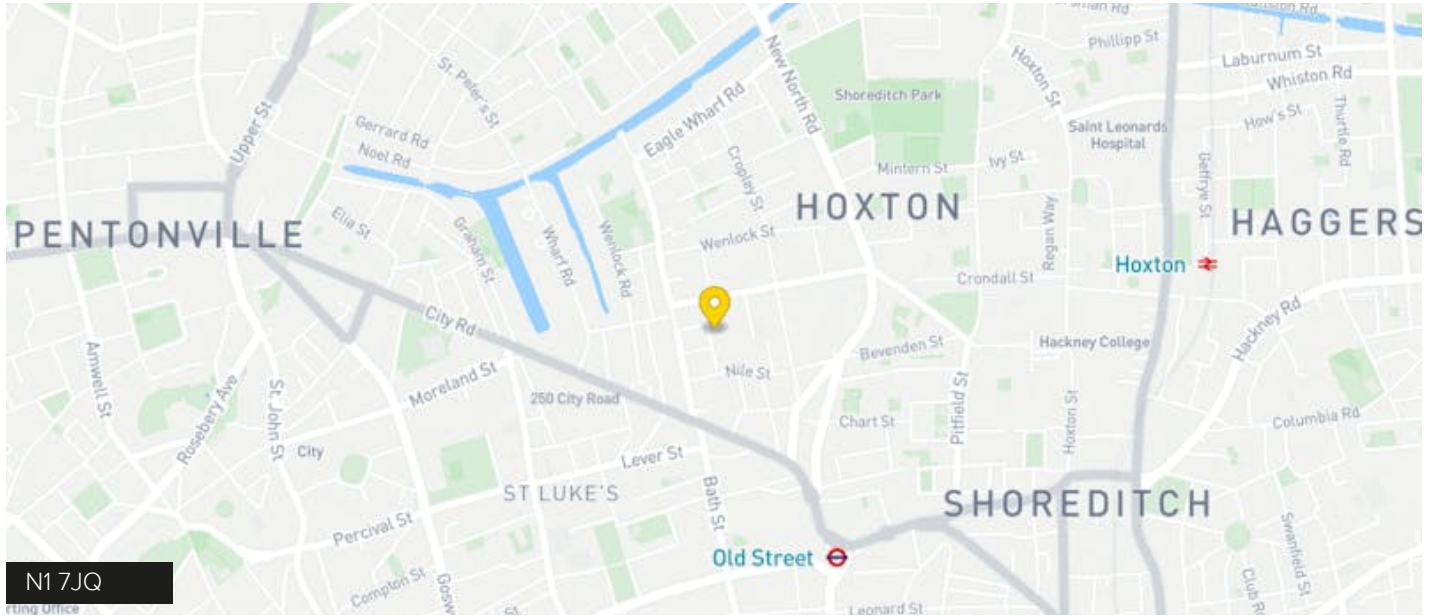 New North Rd
Hoxton St
Phillipp St
Laburnum St
Whiston Rd
St. Peter's St
Upper St
Gerrard Rd
Noel Rd
Eagle Wharf Rd
Shoreditch Park
Saint Leonards
Hospital
How's St
Thurtle Rd
Cropley St
Mintern St
Ivy St
Geffrye St
PENTONVILLE
Elia St
Graham St
Wharf Rd
Wenlock Rd
Wenlock St
HOXTON
Regan Way
HAGGERS
Hoxton
Crondall St
City Rd
Hackney Rd
Amwell St
Rosebery Ave
St. John St
Moreland St
250 City Road
Nile St
Bevenden St
Hackney College
Pitfield St
Hoxton St
Chart St
Columbia Rd
City
Lever St
ST LUKE'S
Bath St
SHOREDITCH
Percival St
Old Street
Swanfield St
Club R
N1 7JQ
Compton St
Gosw
St
Leonard St
rting Office